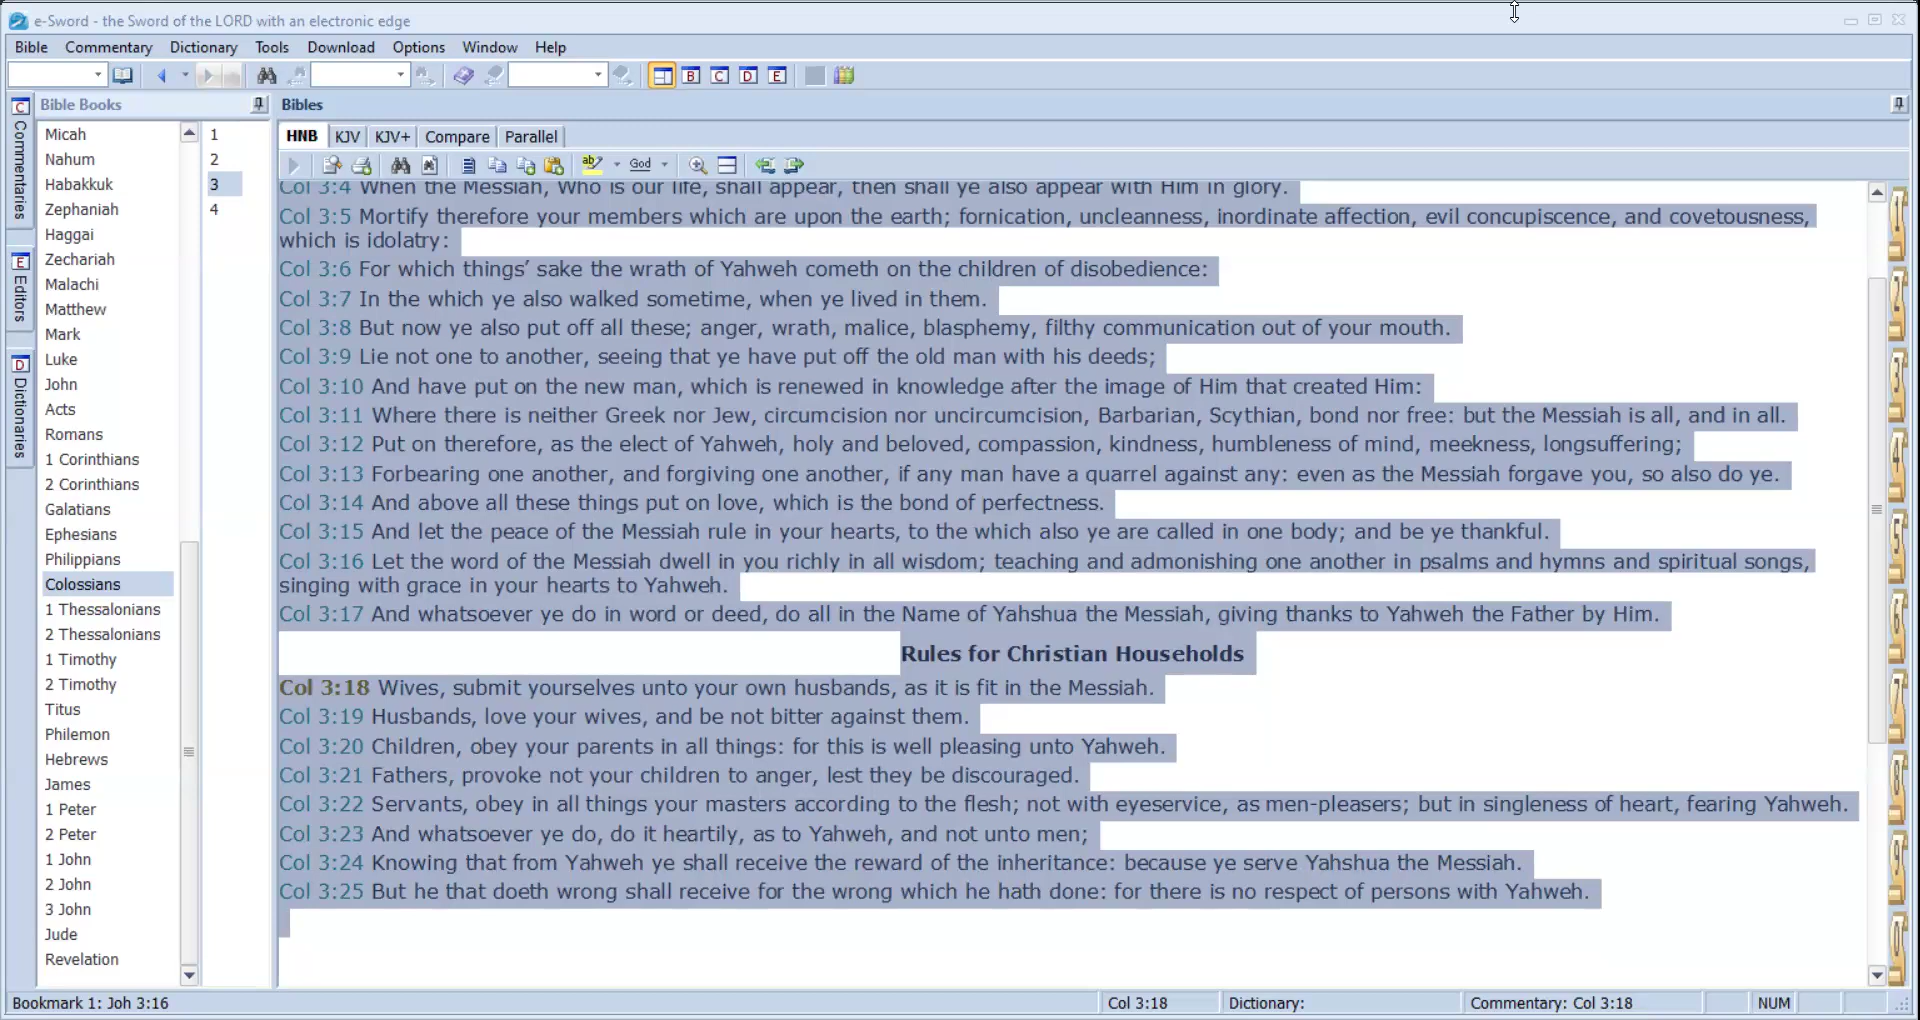 e-Sword - the Sword of the LORD with an electronic edge
Bible Commentary Dictionary Tools Download Options Window Help
B C D E
C Commentaries
E Editors
D Dictionaries
Bible Books
Micah
Nahum
Habakkuk
Zephaniah
Haggai
Zechariah
Malachi
Matthew
Mark
Luke
John
Acts
Romans
1 Corinthians
2 Corinthians
Galatians
Ephesians
Philippians
Colossians
1 Thessalonians
2 Thessalonians
1 Timothy
2 Timothy
Titus
Philemon
Hebrews
James
1 Peter
2 Peter
1 John
2 John
3 John
Jude
Revelation
1
2
3
4
Bibles
HNB KJV KJV+ Compare Parallel
ab God
Col 3:4 When the Messiah, Who is our life, shall appear, then shall ye also appear with Him in glory.
Col 3:5 Mortify therefore your members which are upon the earth; fornication, uncleanness, inordinate affection, evil concupiscence, and covetousness,
which is idolatry:
Col 3:6 For which things’ sake the wrath of Yahweh cometh on the children of disobedience:
Col 3:7 In the which ye also walked sometime, when ye lived in them.
Col 3:8 But now ye also put off all these; anger, wrath, malice, blasphemy, filthy communication out of your mouth.
Col 3:9 Lie not one to another, seeing that ye have put off the old man with his deeds;
Col 3:10 And have put on the new man, which is renewed in knowledge after the image of Him that created Him:
Col 3:11 Where there is neither Greek nor Jew, circumcision nor uncircumcision, Barbarian, Scythian, bond nor free: but the Messiah is all, and in all.
Col 3:12 Put on therefore, as the elect of Yahweh, holy and beloved, compassion, kindness, humbleness of mind, meekness, longsuffering;
Col 3:13 Forbearing one another, and forgiving one another, if any man have a quarrel against any: even as the Messiah forgave you, so also do ye.
Col 3:14 And above all these things put on love, which is the bond of perfectness.
Col 3:15 And let the peace of the Messiah rule in your hearts, to the which also ye are called in one body; and be ye thankful.
Col 3:16 Let the word of the Messiah dwell in you richly in all wisdom; teaching and admonishing one another in psalms and hymns and spiritual songs,
singing with grace in your hearts to Yahweh.
Col 3:17 And whatsoever ye do in word or deed, do all in the Name of Yahshua the Messiah, giving thanks to Yahweh the Father by Him.
Rules for Christian Households
Col 3:18 Wives, submit yourselves unto your own husbands, as it is fit in the Messiah.
Col 3:19 Husbands, love your wives, and be not bitter against them.
Col 3:20 Children, obey your parents in all things: for this is well pleasing unto Yahweh.
Col 3:21 Fathers, provoke not your children to anger, lest they be discouraged.
Col 3:22 Servants, obey in all things your masters according to the flesh; not with eyeservice, as men-pleasers; but in singleness of heart, fearing Yahweh.
Col 3:23 And whatsoever ye do, do it heartily, as to Yahweh, and not unto men;
Col 3:24 Knowing that from Yahweh ye shall receive the reward of the inheritance: because ye serve Yahshua the Messiah.
Col 3:25 But he that doeth wrong shall receive for the wrong which he hath done: for there is no respect of persons with Yahweh.
1
2
3
4
5
6
7
8
9
0
Bookmark 1: Joh 3:16 Col 3:18 Dictionary: Commentary: Col 3:18 NUM